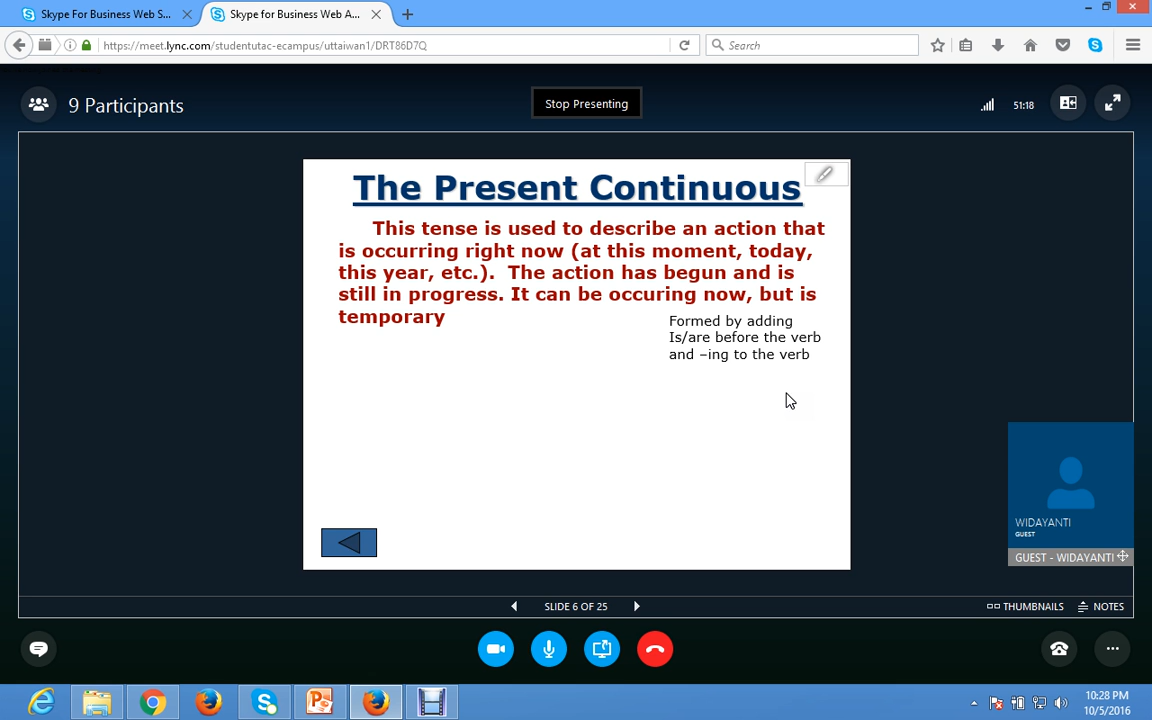 Skype For Business Web S...
Skype for Business Web A...
https://meet.lync.com/studentutac-ecampus/uttaiwan1/DRT86D7Q
Search
9 Participants
Stop Presenting
51:18
The Present Continuous
This tense is used to describe an action that
is occurring right now (at this moment, today,
this year, etc.). The action has begun and is
still in progress. It can be occuring now, but is
temporary
Formed by adding
Is/are before the verb
and –ing to the verb
WIDAYANTI
GUEST
GUEST - WIDAYANTI
SLIDE 6 OF 25
THUMBNAILS
NOTES
10:28 PM
10/5/2016